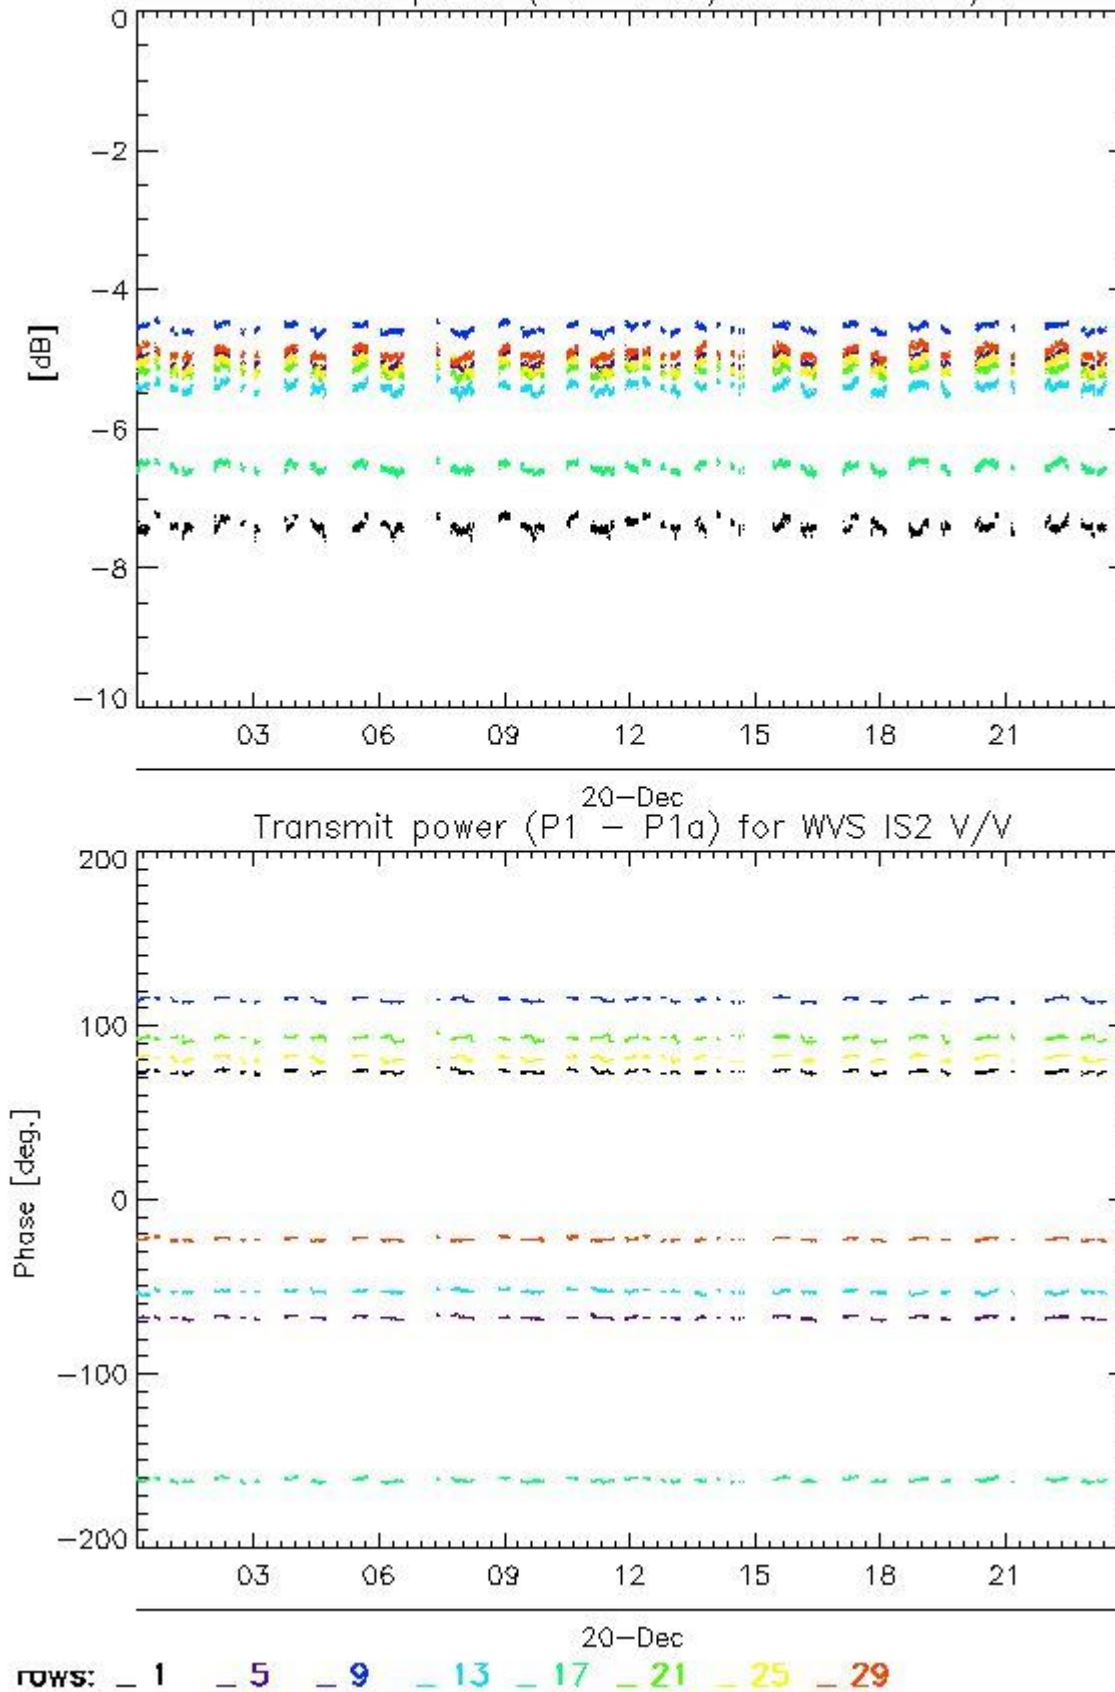 0
-2
-4
[dB]
-6
-8
-10
03 06 09 12 15 18 21
20-Dec
Transmit power (P1 - P1a) for WVS IS2 V/V
200
100
0
Phase [deg.]
-100
-200
03 06 09 12 15 18 21
20-Dec
rows: _ 1 _ 5 _ 9 _ 13 _ 17 _ 21 _ 25 _ 29